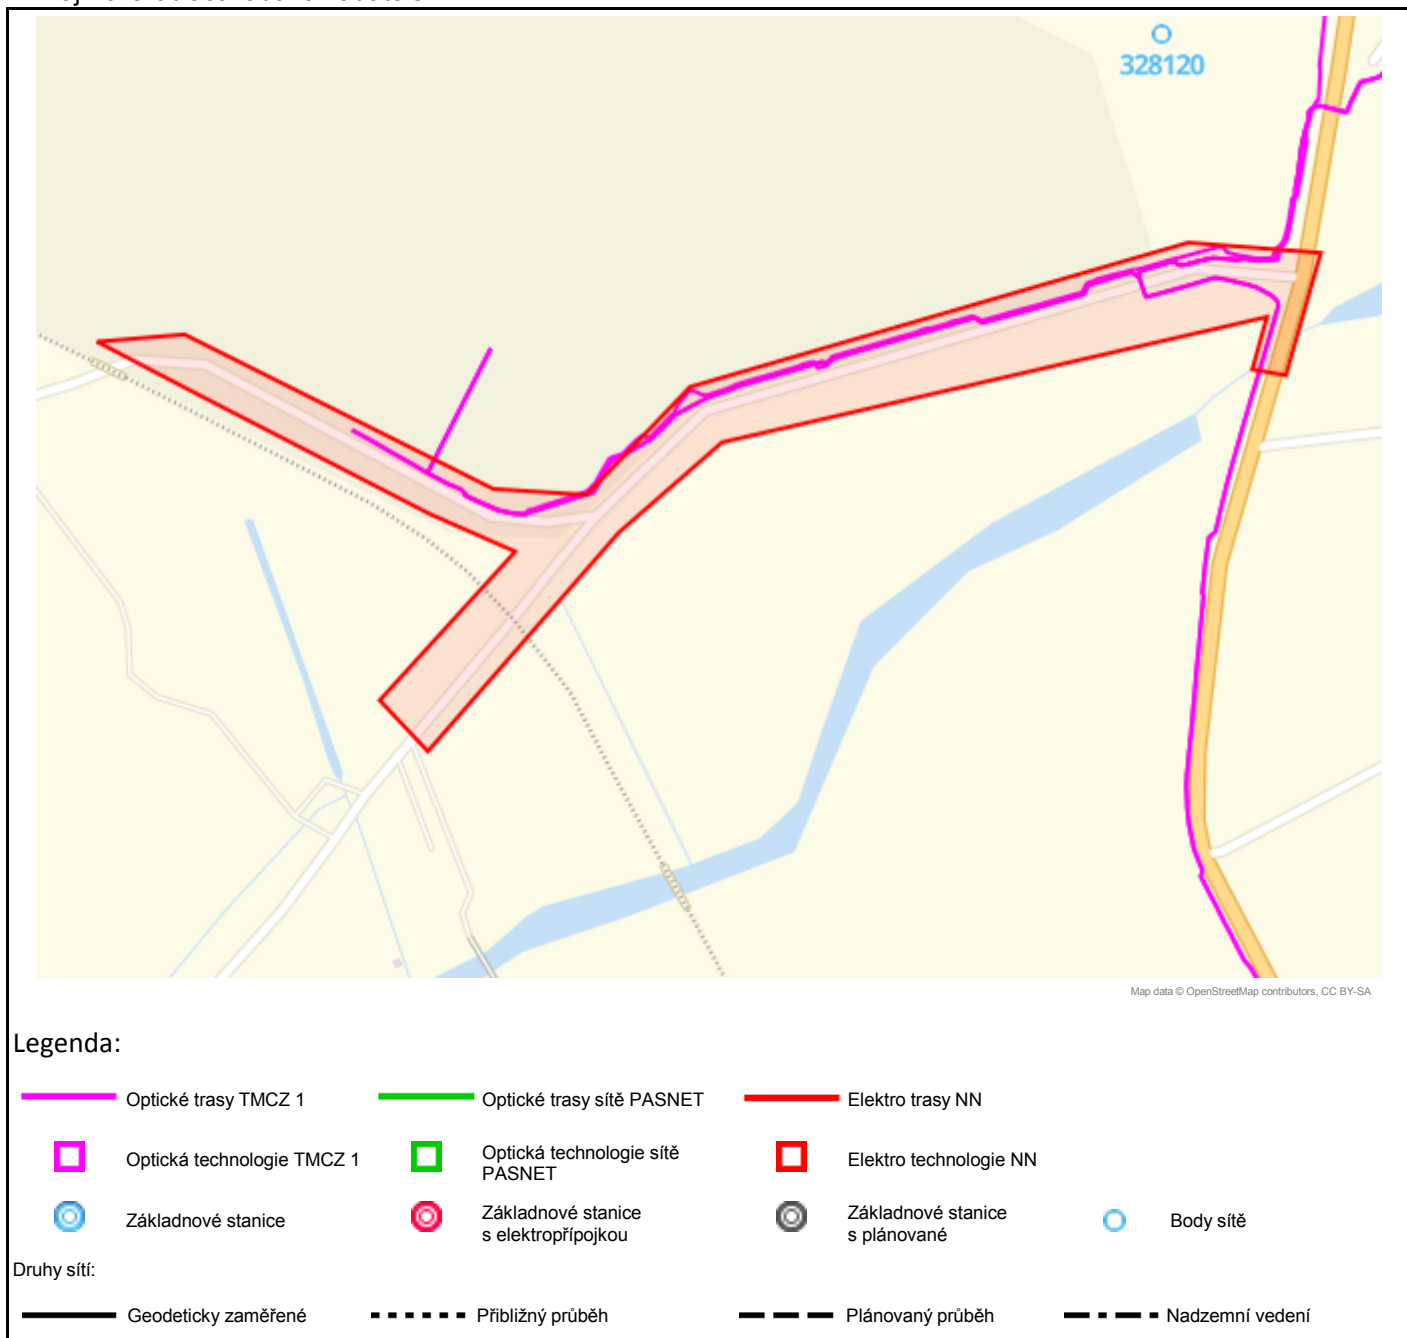 328120
Map data © OpenStreetMap contributors, CC BY-SA
Legenda:
Optické trasy TMCZ 1
Optické trasy sítě PASNET
Elektro trasy NN
Optická technologie TMCZ 1
Optická technologie sítě
PASNET
Elektro technologie NN
Základnové stanice
Základnové stanice
s elektropřípojkou
Základnové stanice
s plánované
Body sítě
Druhy sítí:
Geodeticky zaměřené
Přibližný průběh
Plánovaný průběh
Nadzemní vedení